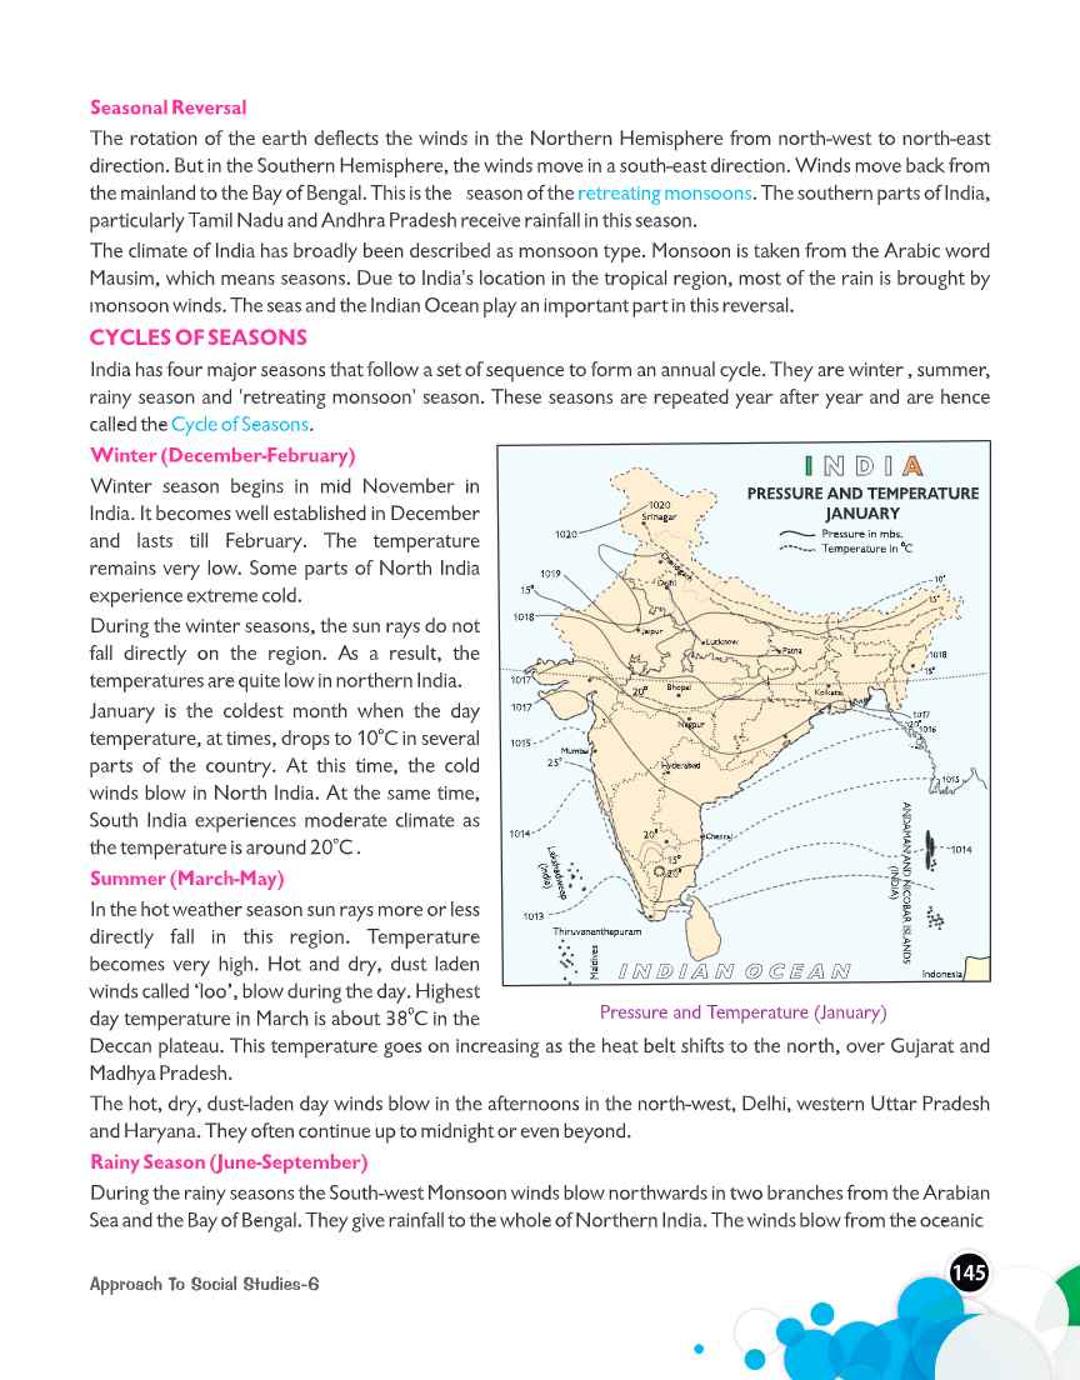 Seasonal Reversal
The rotation of the earth deflects the winds in the Northern Hemisphere from north-west to north-east
direction. But in the Southern Hemisphere, the winds move in a south-east direction. Winds move back from
the mainland to the Bay of Bengal. This is the season of the retreating monsoons. The southern parts of India,
particularly Tamil Nadu and Andhra Pradesh receive rainfall in this season.
The climate of India has broadly been described as monsoon type. Monsoon is taken from the Arabic word
Mausim, which means seasons. Due to India's location in the tropical region, most of the rain is brought by
monsoon winds. The seas and the Indian Ocean play an important part in this reversal.
CYCLES OF SEASONS
India has four major seasons that follow a set of sequence to form an annual cycle. They are winter , summer,
rainy season and 'retreating monsoon' season. These seasons are repeated year after year and are hence
called the Cycle of Seasons.
Winter (December-February)
Winter season begins in mid November in
India. It becomes well established in December
and lasts till February. The temperature
remains very low. Some parts of North India
experience extreme cold.
During the winter seasons, the sun rays do not
fall directly on the region. As a result, the
temperatures are quite low in northern India.
January is the coldest month when the day
temperature, at times, drops to 10°C in several
parts of the country. At this time, the cold
winds blow in North India. At the same time,
South India experiences moderate climate as
the temperature is around 20°C.
Summer (March-May)
In the hot weather season sun rays more or less
directly fall in this region. Temperature
becomes very high. Hot and dry, dust laden
winds called ‘loo’, blow during the day. Highest
day temperature in March is about 38°C in the
Deccan plateau. This temperature goes on increasing as the heat belt shifts to the north, over Gujarat and
Madhya Pradesh.
The hot, dry, dust-laden day winds blow in the afternoons in the north-west, Delhi, western Uttar Pradesh
and Haryana. They often continue up to midnight or even beyond.
Rainy Season (June-September)
During the rainy seasons the South-west Monsoon winds blow northwards in two branches from the Arabian
Sea and the Bay of Bengal. They give rainfall to the whole of Northern India. The winds blow from the oceanic
INDIA
PRESSURE AND TEMPERATURE
JANUARY
Pressure in mbs.
Temperature in °C
1020
Srinagar
1020
Chandigarh
1019
Delhi
10°
15°
15°
1018
Jaipur
Lucknow
Patna
1018
15°
1017
20°
Bhopal
Kolkata
1017
1017
20°
1016
Nagpur
1015
Mumbai
25°
Hyderabad
1015
1014
20°
Chennai
ANDAMAN AND NICOBAR ISLANDS
(INDIA)
1014
15°
20°
Lakshadweep
(India)
1013
Thiruvananthapuram
Maldives
INDIAN OCEAN
Indonesia
Pressure and Temperature (January)
Approach To Social Studies-6
145